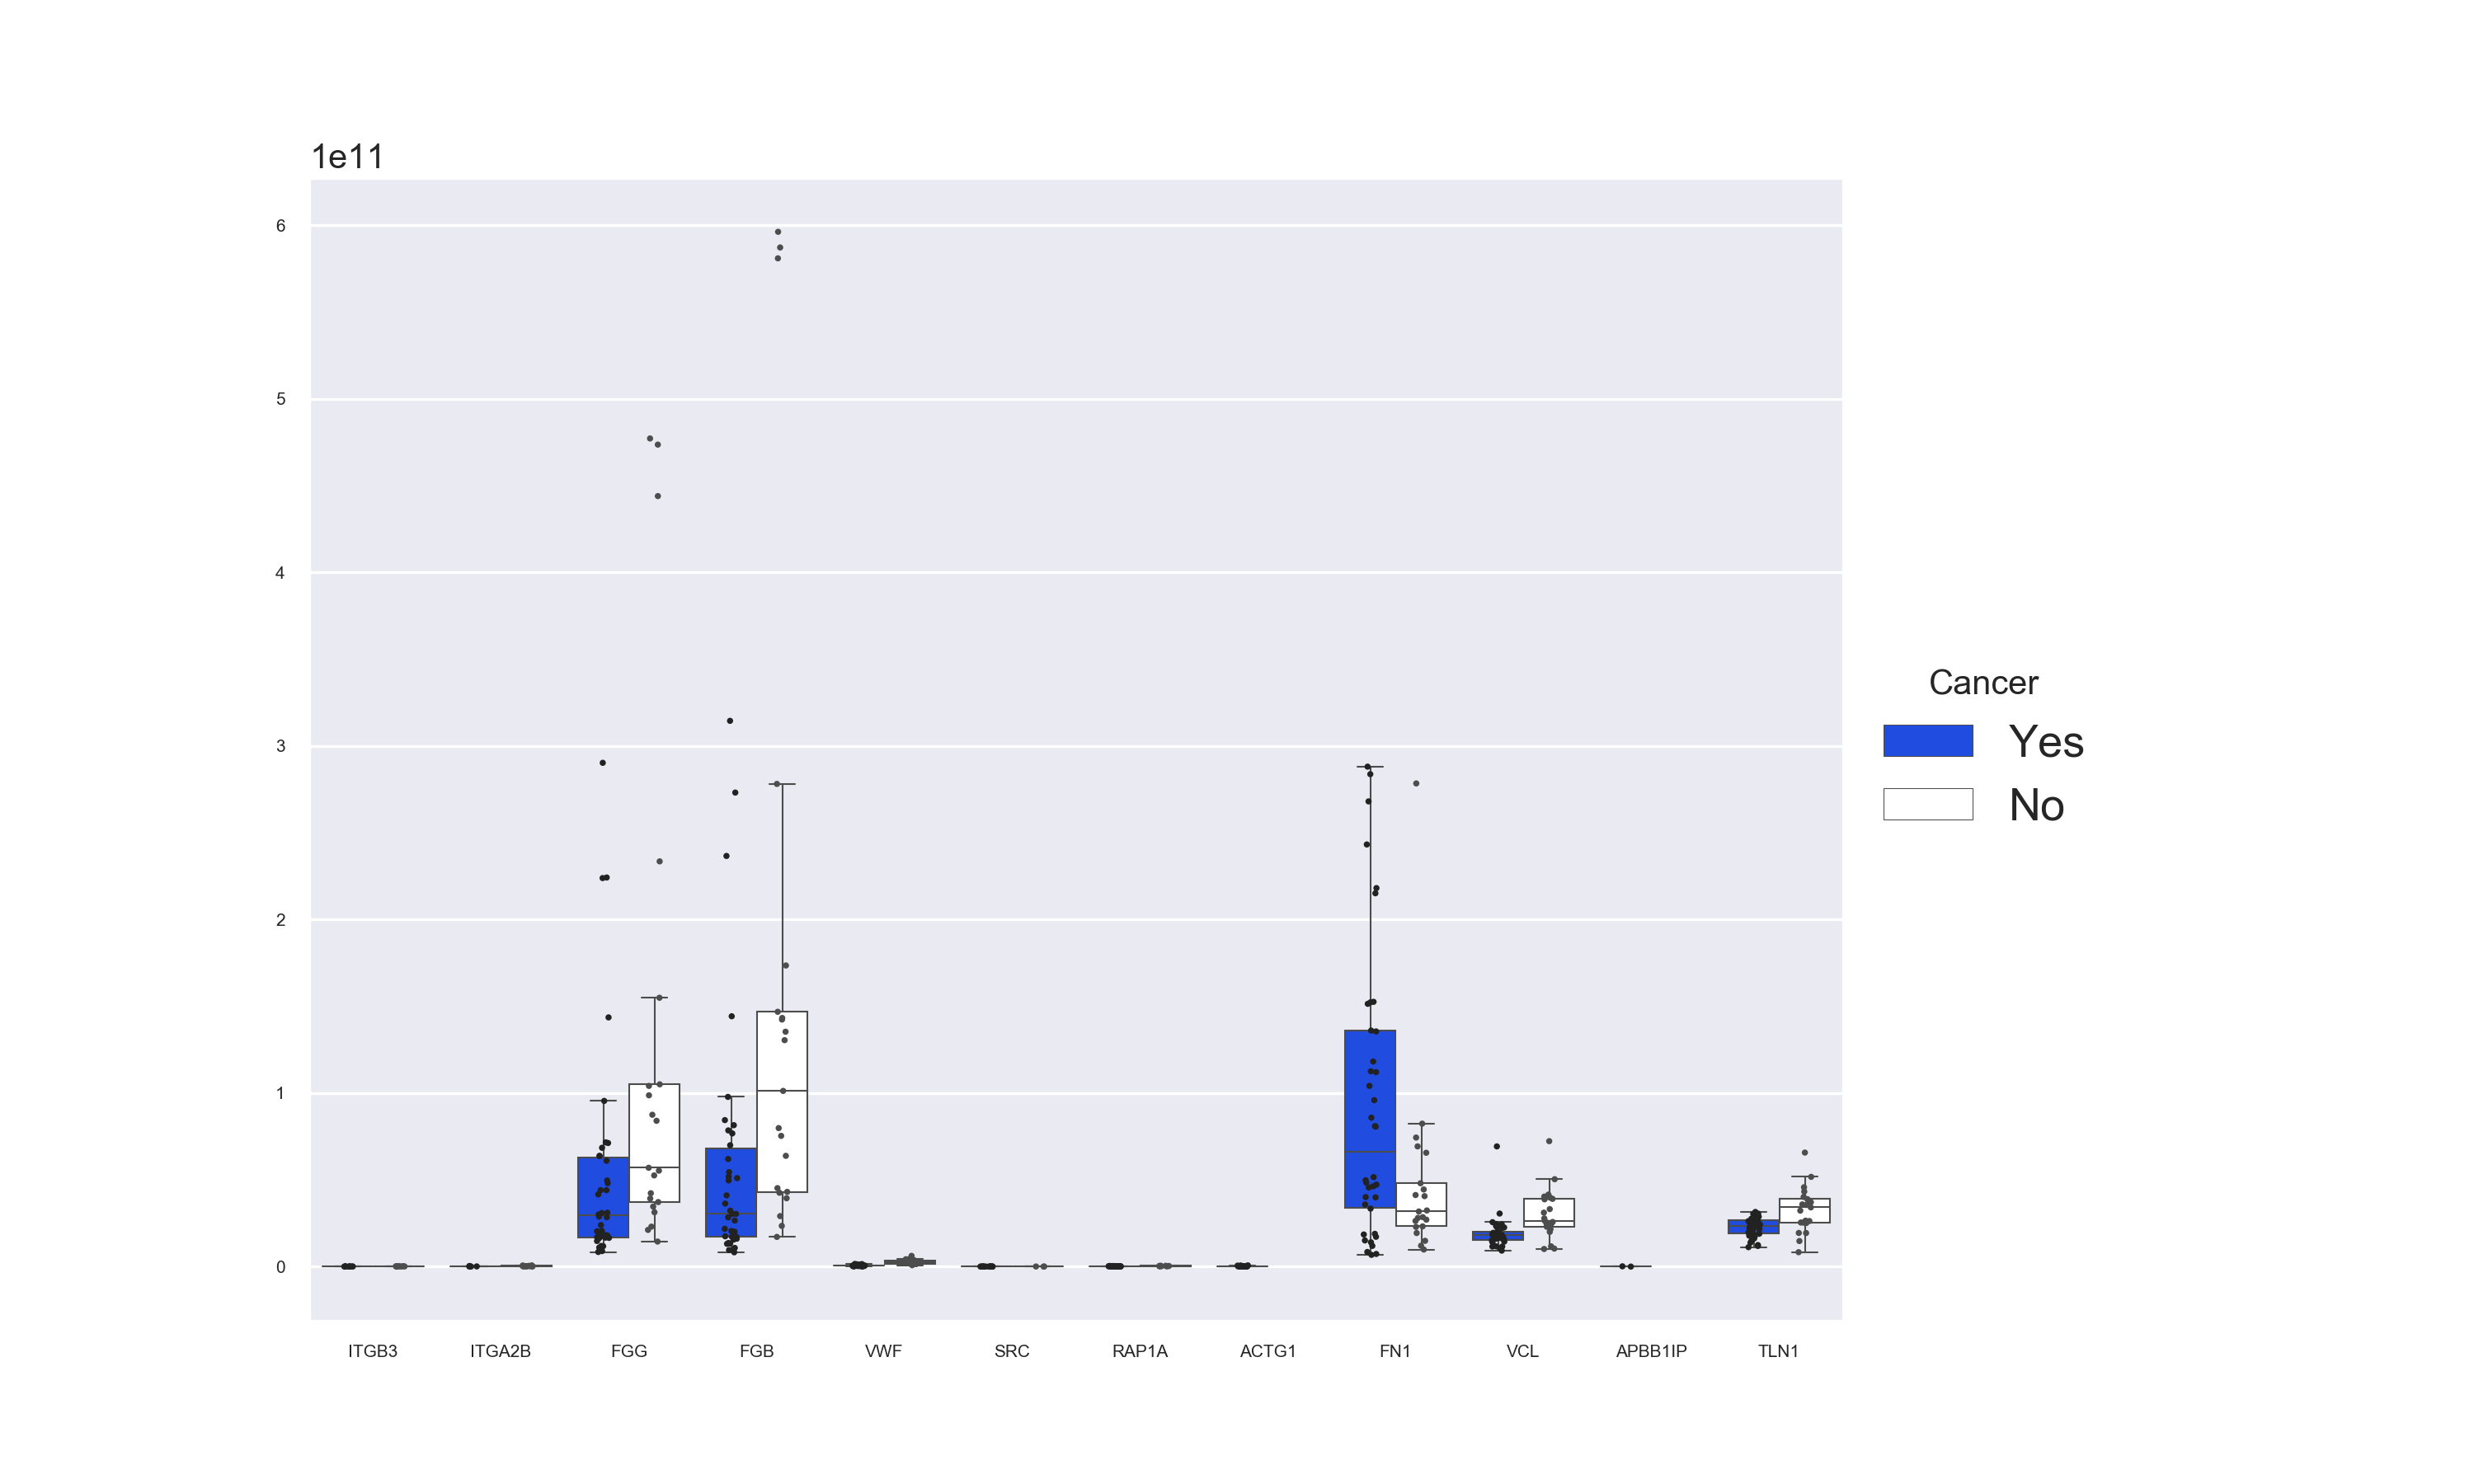 1e11
6
5
4
3
2
1
0
ITGB3 ITGA2B FGG FGB VWF SRC RAP1A ACTG1 FN1 VCL APBB1IP TLN1
Cancer
Yes
No